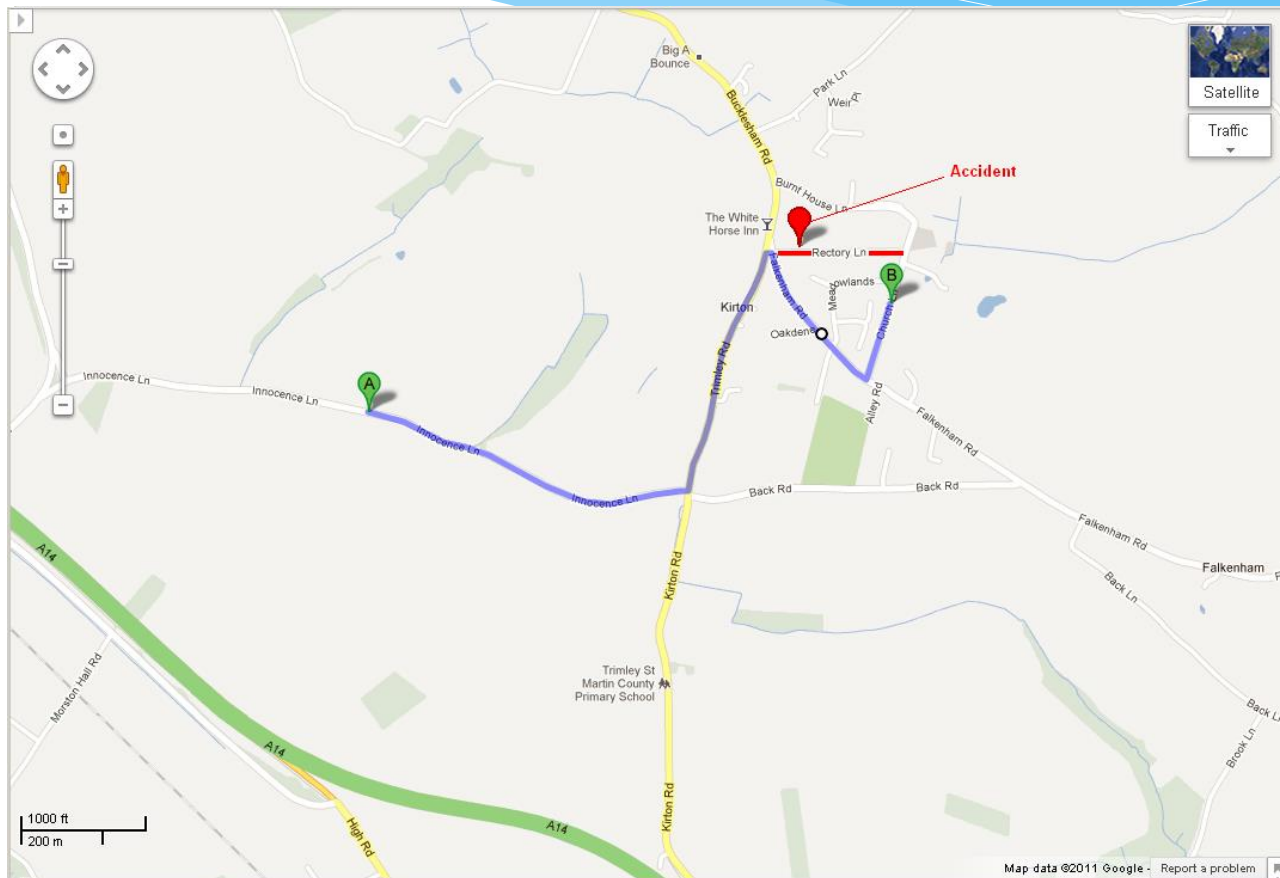 Big A
Bounce
Park Ln
Weir Pl
Satellite
Traffic
Bucklesham Rd
Accident
Burnt House Ln
The White
Horse Inn
Rectory Ln
Falkenham Rd
owlands
B
Church Ln
Kirton
Oakdene
Trimley Rd
Innocence Ln
Innocence Ln
A
Alley Rd
Falkenham Rd
Innocence Ln
Innocence Ln
Back Rd
Back Rd
A14
Falkenham Rd
Falkenham
Kirton Rd
Back Ln
Trimley St
Martin County
Primary School
Morston Hall Rd
Back Ln
Brook Ln
A14
Kirton Rd
1000 ft
200 m
High Rd
A14
Map data ©2011 Google - Report a problem